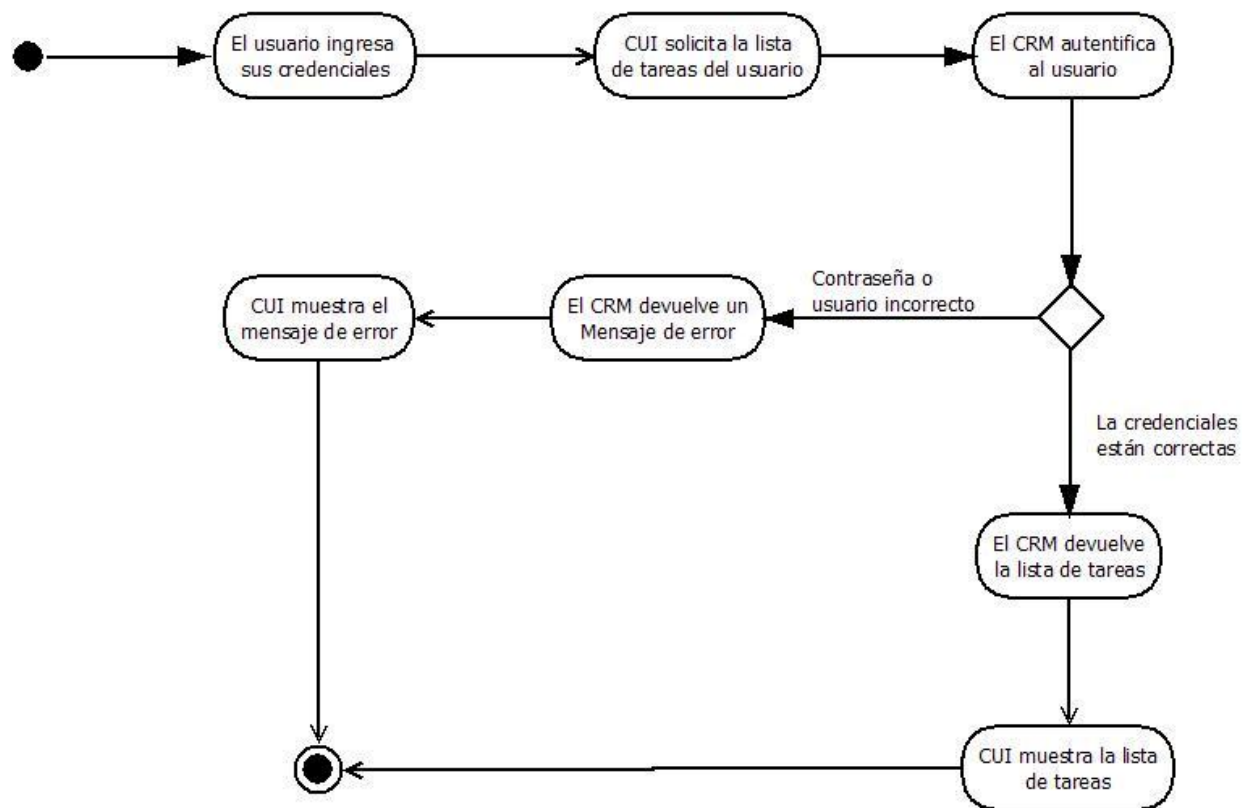 El usuario ingresa
sus credenciales
CUI solicita la lista
de tareas del usuario
El CRM autentifica
al usuario
Contraseña o
usuario incorrecto
El CRM devuelve un
Mensaje de error
CUI muestra el
mensaje de error
La credenciales
están correctas
El CRM devuelve
la lista de tareas
CUI muestra la lista
de tareas